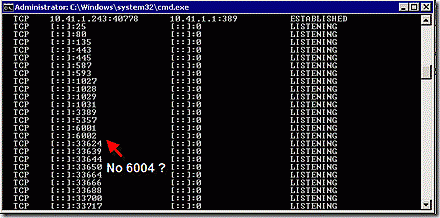 Administrator: C:\Windows\system32\cmd.exe
TCP 10.41.1.243:40778 10.41.1.1:389 ESTABLISHED
TCP [::]:25 [::]:0 LISTENING
TCP [::]:80 [::]:0 LISTENING
TCP [::]:135 [::]:0 LISTENING
TCP [::]:443 [::]:0 LISTENING
TCP [::]:445 [::]:0 LISTENING
TCP [::]:587 [::]:0 LISTENING
TCP [::]:593 [::]:0 LISTENING
TCP [::]:1027 [::]:0 LISTENING
TCP [::]:1028 [::]:0 LISTENING
TCP [::]:1029 [::]:0 LISTENING
TCP [::]:1031 [::]:0 LISTENING
TCP [::]:3389 [::]:0 LISTENING
TCP [::]:5357 [::]:0 LISTENING
TCP [::]:6001 [::]:0 LISTENING
TCP [::]:6002 [::]:0 LISTENING
TCP [::]:33624 [::]:0 LISTENING
TCP [::]:33639 [::]:0 LISTENING
TCP [::]:33644 [::]:0 LISTENING
TCP [::]:33650 [::]:0 LISTENING
No 6004 ?
TCP [::]:33664 [::]:0 LISTENING
TCP [::]:33666 [::]:0 LISTENING
TCP [::]:33688 [::]:0 LISTENING
TCP [::]:33700 [::]:0 LISTENING
TCP [::]:33717 [::]:0 LISTENING